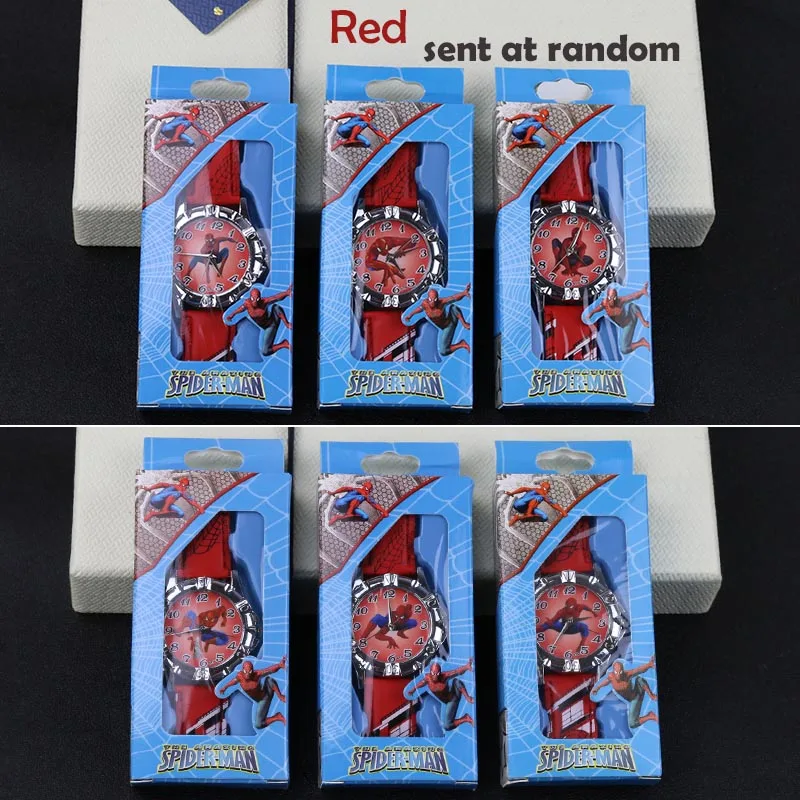 Red
sent at random
THE AMAZING
SPIDER-MAN
THE AMAZING
SPIDER-MAN
THE AMAZING
SPIDER-MAN
THE AMAZING
SPIDER-MAN
THE AMAZING
SPIDER-MAN
THE AMAZING
SPIDER-MAN